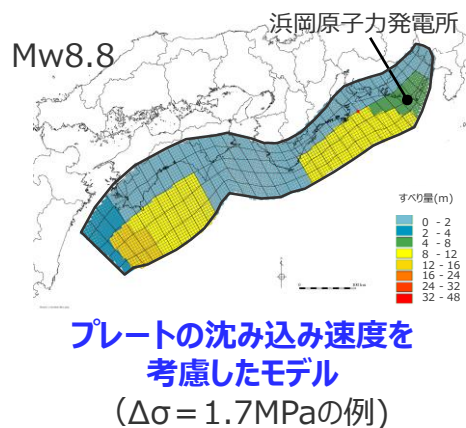 浜岡原子力発電所
Mw8.8
すべり量(m)
0 - 2
2 - 4
4 - 8
8 - 12
12 - 16
16 - 24
24 - 32
32 - 48
プレートの沈み込み速度を
考慮したモデル
（Δσ＝1.7MPaの例)